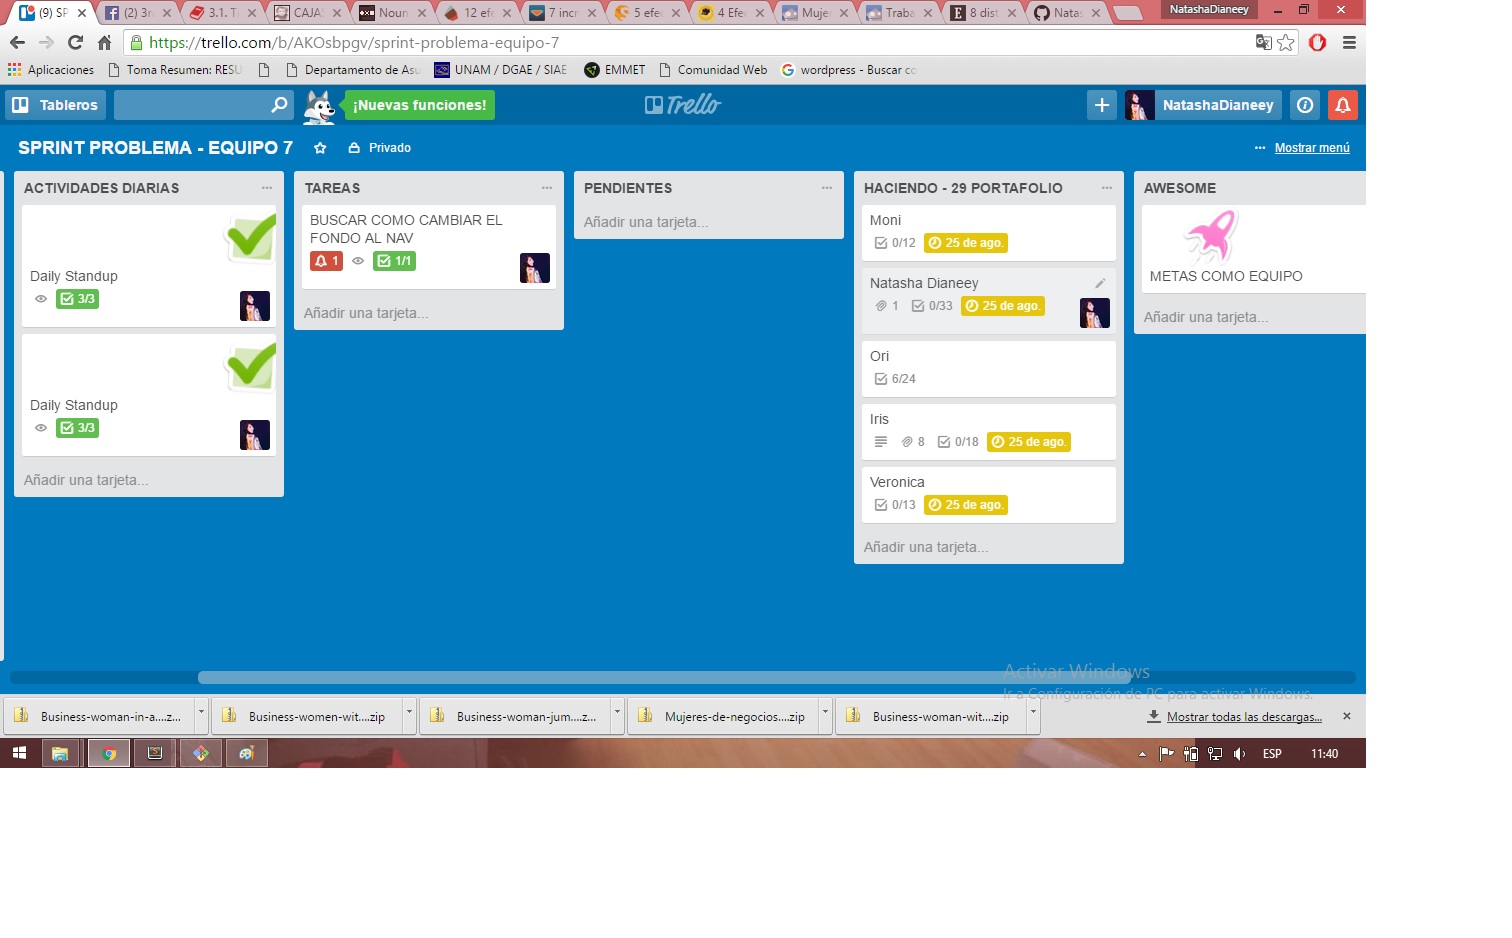 (9) SP
(2) 3ra
3.1. Ti
CAJAS
Noun
12 efe
7 incr
5 efec
4 Efec
Mujer
Traba
8 dist
Natas
NatashaDianeey
https://trello.com/b/AKOsbpgv/sprint-problema-equipo-7
Aplicaciones
Toma Resumen: RESU
Departamento de Asu
UNAM / DGAE / SIAE
EMMET
Comunidad Web
wordpress - Buscar co
Tableros
¡Nuevas funciones!
Trello
NatashaDianeey
SPRINT PROBLEMA - EQUIPO 7
Privado
Mostrar menú
ACTIVIDADES DIARIAS
Daily Standup
3/3
Daily Standup
3/3
Añadir una tarjeta...
TAREAS
BUSCAR COMO CAMBIAR EL
FONDO AL NAV
1
1/1
Añadir una tarjeta...
PENDIENTES
Añadir una tarjeta...
HACIENDO - 29 PORTAFOLIO
Moni
0/12
25 de ago.
Natasha Dianeey
1
0/33
25 de ago.
Ori
6/24
Iris
8
0/18
25 de ago.
Veronica
0/13
25 de ago.
Añadir una tarjeta...
AWESOME
METAS COMO EQUIPO
Añadir una tarjeta...
Activar Windows
Ir a Configuración de PC para activar Windows.
Business-woman-in-a....z...
Business-women-wit....zip
Business-woman-jum....z...
Mujeres-de-negocios....zip
Business-woman-wit....zip
Mostrar todas las descargas...
ESP
11:40